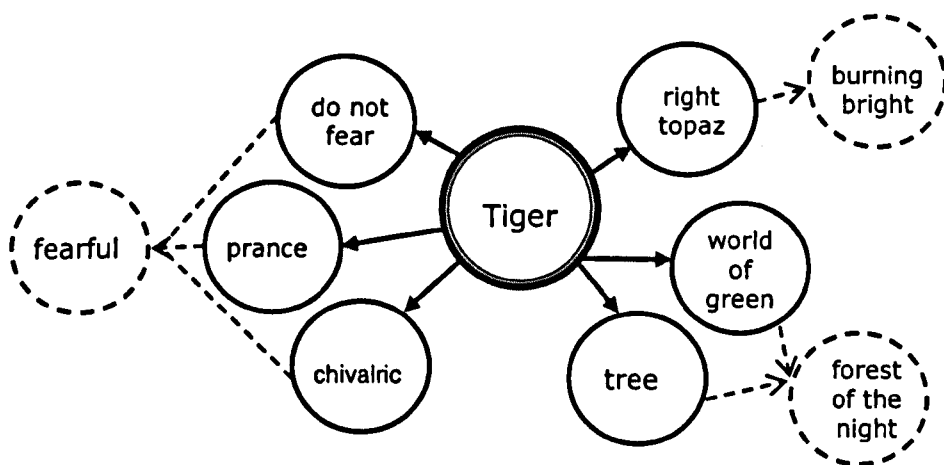 do not
fear
right
topaz
burning
bright
Tiger
fearful
prance
world
of
green
chivalric
tree
forest
of the
night